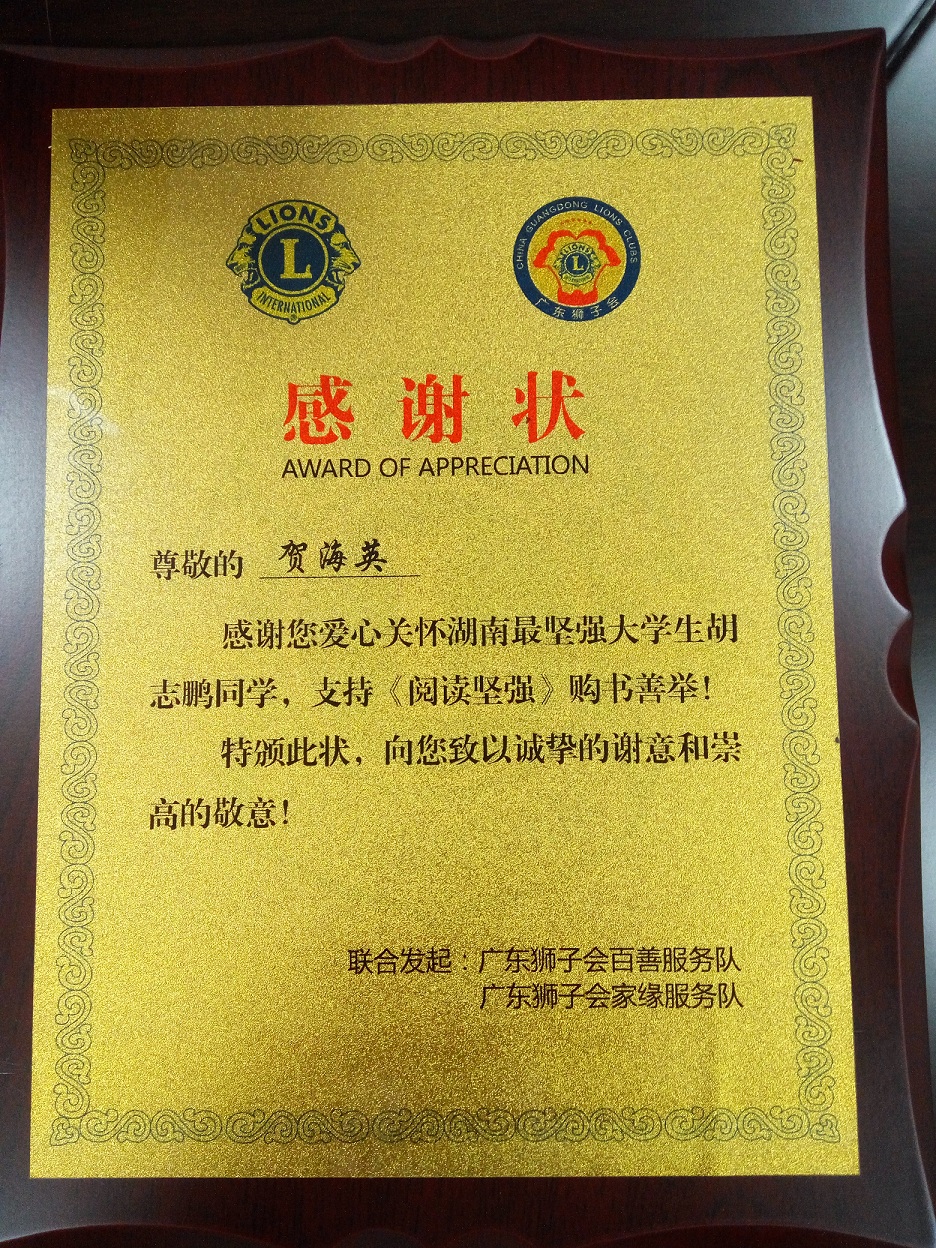 LIONS
L
INTERNATIONAL
CHINA GUANGDONG LIONS CLUBS
LIONS
L
广东狮子会
感谢状
AWARD OF APPRECIATION
尊敬的 贺海英
感谢您爱心关怀湖南最坚强大学生胡
志鹏同学，支持《阅读坚强》购书善举！
特颁此状，向您致以诚挚的谢意和崇
高的敬意！
联合发起：广东狮子会百善服务队
广东狮子会家缘服务队